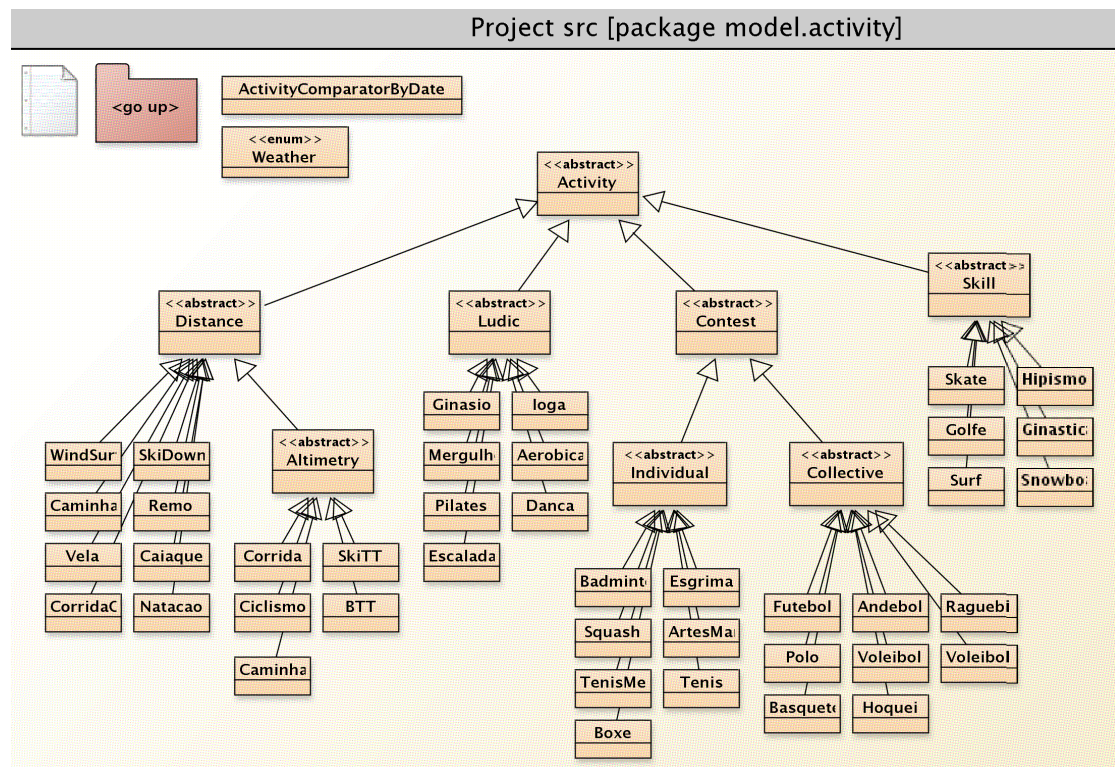 Project src [package model.activity]
<go up>
ActivityComparatorByDate
<<enum>>
Weather
<<abstract>>
Activity
<<abstract>>
Distance
<<abstract>>
Ludic
<<abstract>>
Contest
<<abstract>>
Skill
WindSur
SkiDown
Caminha
Remo
Vela
Caiaque
CorridaC
Natacao
<<abstract>>
Altimetry
Corrida
SkiTT
Ciclismo
BTT
Caminha
Ginasio
Ioga
Mergulh
Aerobica
Pilates
Danca
Escalada
<<abstract>>
Individual
<<abstract>>
Collective
Badminto
Esgrima
Squash
ArtesMa
TenisMe
Tenis
Boxe
Futebol
Andebol
Raguebi
Polo
Voleibol
Voleibol
Basquete
Hoquei
Skate
Hipismo
Golfe
Ginastic
Surf
Snowbo